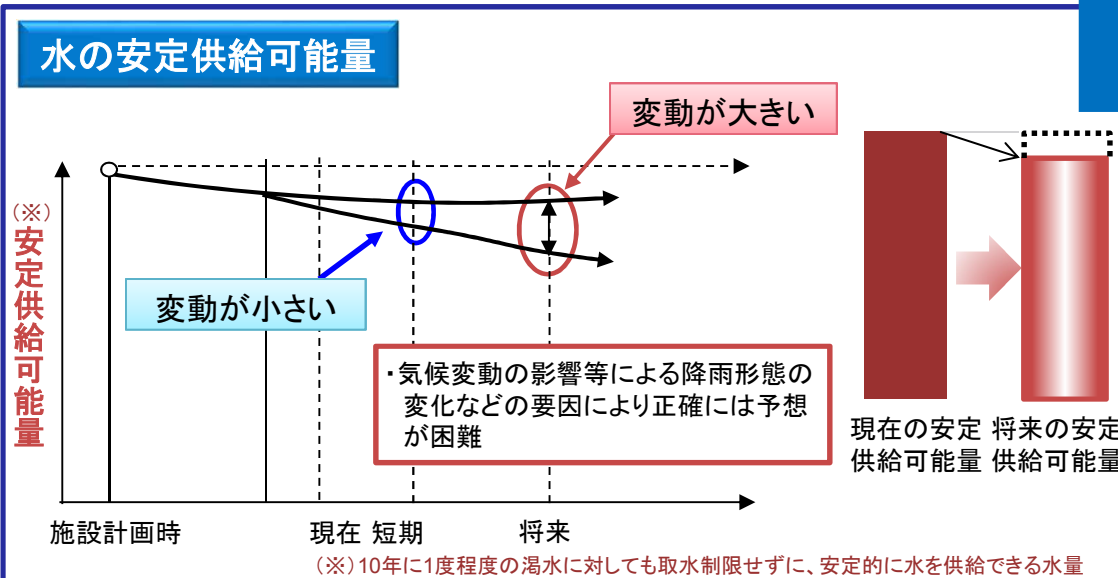 水の安定供給可能量
変動が大きい
(※)
安定供給可能量
変動が小さい
・気候変動の影響等による降雨形態の
変化などの要因により正確には予想
が困難
現在の安定
供給可能量
将来の安定
供給可能量
施設計画時
現在
短期
将来
(※)10年に1度程度の渇水に対しても取水制限せずに、安定的に水を供給できる水量